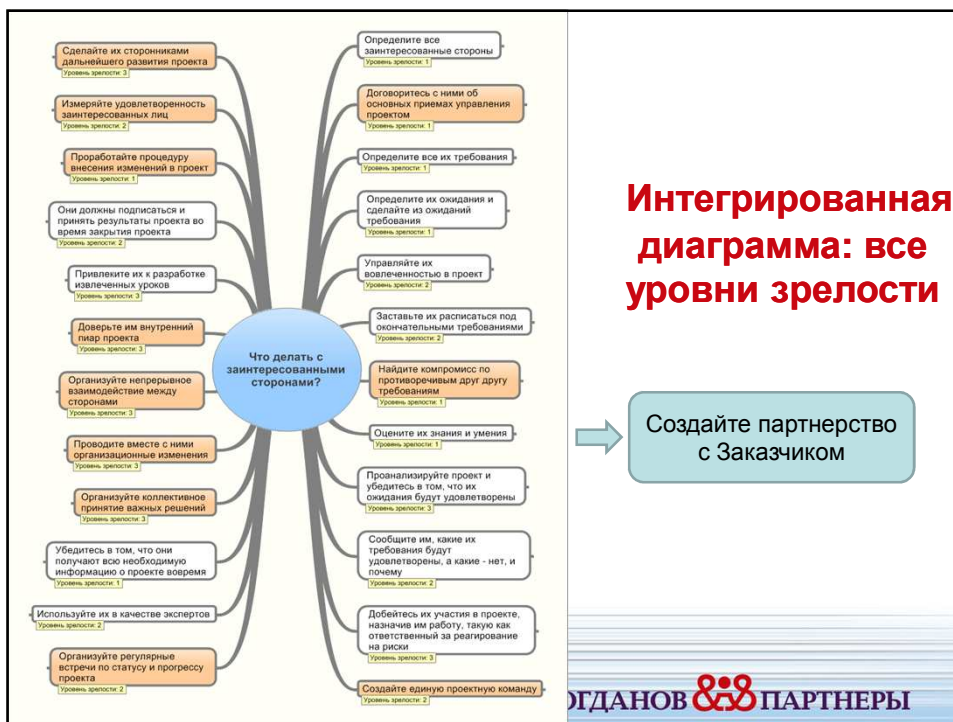 Сделайте их сторонниками
дальнейшего развития проекта
Уровень зрелости: 3
Измеряйте удовлетворенность
заинтересованных лиц
Уровень зрелости: 2
Проработайте процедуру
внесения изменений в проект
Уровень зрелости: 1
Они должны подписаться и
принять результаты проекта во
время закрытия проекта
Уровень зрелости: 2
Привлеките их к разработке
извлеченных уроков
Уровень зрелости: 3
Доверьте им внутренний
пиар проекта
Уровень зрелости: 3
Организуйте непрерывное
взаимодействие между
сторонами
Уровень зрелости: 3
Проводите вместе с ними
организационные изменения
Уровень зрелости: 3
Организуйте коллективное
принятие важных решений
Уровень зрелости: 3
Убедитесь в том, что они
получают всю необходимую
информацию о проекте вовремя
Уровень зрелости: 1
Используйте их в качестве экспертов
Уровень зрелости: 2
Организуйте регулярные
встречи по статусу и прогрессу
проекта
Уровень зрелости: 2
Что делать с
заинтересованными
сторонами?
Определите все
заинтересованные стороны
Уровень зрелости: 1
Договоритесь с ними об
основных приемах управления
проектом
Уровень зрелости: 1
Определите все их требования
Уровень зрелости: 1
Определите их ожидания и
сделайте из ожиданий
требования
Уровень зрелости: 1
Управляйте их
вовлеченностью в проект
Уровень зрелости: 2
Заставьте их расписаться под
окончательными требованиями
Уровень зрелости: 2
Найдите компромисс по
противоречивым друг другу
требованиям
Уровень зрелости: 1
Оцените их знания и умения
Уровень зрелости: 1
Проанализируйте проект и
убедитесь в том, что их
ожидания будут удовлетворены
Уровень зрелости: 3
Сообщите им, какие их
требования будут
удовлетворены, а какие - нет, и
почему
Уровень зрелости: 2
Добейтесь их участия в проекте,
назначив им работу, такую как
ответственный за реагирование
на риски
Уровень зрелости: 3
Создайте единую проектную команду
Уровень зрелости: 2
Интегрированная
диаграмма: все
уровни зрелости
Создайте партнерство
с Заказчиком
ОГДАНОВ ПАРТНЕРЫ